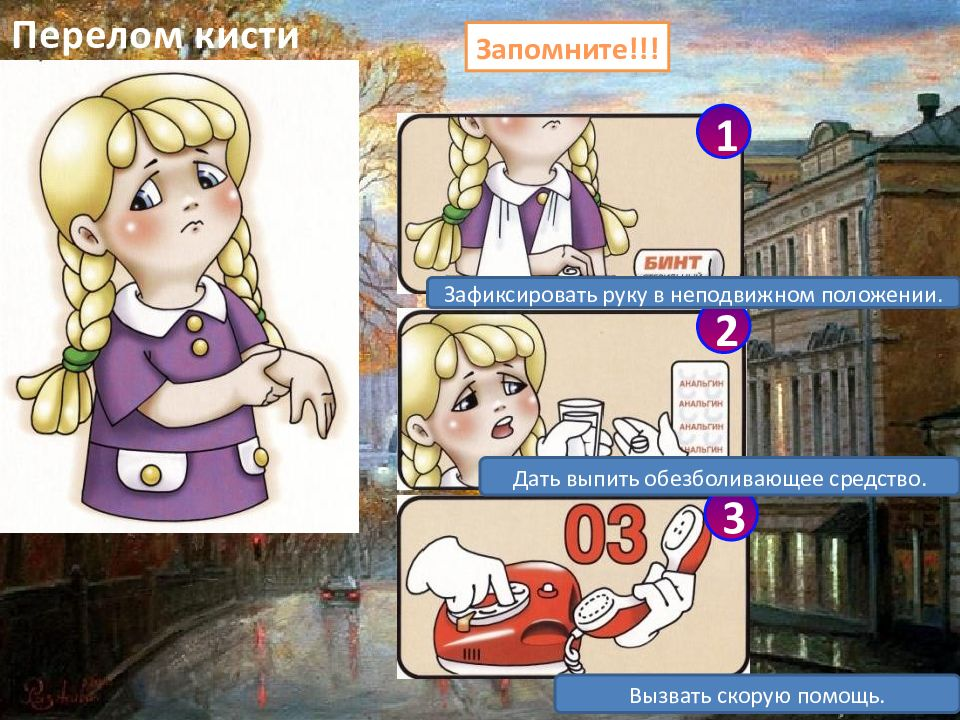 Перелом кисти
Запомните!!!
1
БИНТ
Зафиксировать руку в неподвижном положении.
2
АНАЛЬГИН
АНАЛЬГИН
АНАЛЬГИН
АНАЛЬГИН
Дать выпить обезболивающее средство.
3
03
Вызвать скорую помощь.